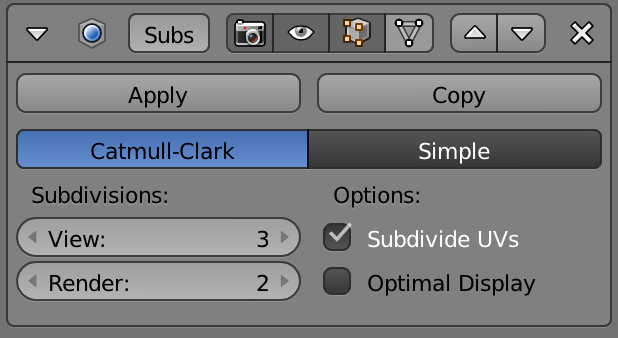 Subs
Apply Copy
Catmull-Clark Simple
Subdivisions: Options:
View: 3 Subdivide UVs
Render: 2 Optimal Display